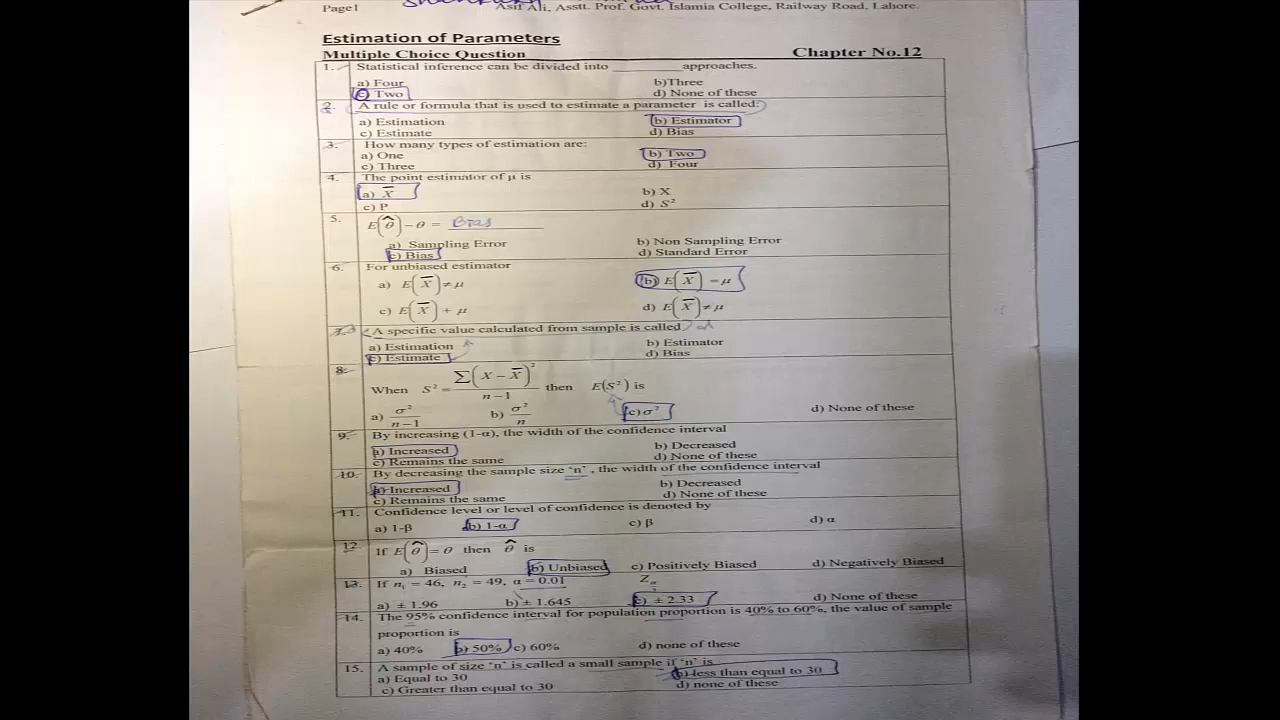 Page1
Asif Ali, Asstt. Prof. Govt. Islamia College, Railway Road, Lahore.
Estimation of Parameters
Multiple Choice Question Chapter No.12
1. Statistical inference can be divided into ________ approaches.
a) Four b)Three
c) Two d) None of these
2. A rule or formula that is used to estimate a parameter is called:
a) Estimation b) Estimator
c) Estimate d) Bias
3. How many types of estimation are:
a) One b) Two
c) Three d) Four
4. The point estimator of μ is
a) X̄ b) X
c) P d) S²
5. E(θ̂) − θ = Bias
a) Sampling Error b) Non Sampling Error
c) Bias d) Standard Error
6. For unbiased estimator
a) E(X̄) ≠ μ b) E(X̄) = μ
c) E(X̄) + μ d) E(X̄) ≠ μ
7. A specific value calculated from sample is called
a) Estimation b) Estimator
c) Estimate d) Bias
8. When S² = ∑(X − X̄)² / n−1 then E(S²) is
a) σ²/n−1 b) σ²/n c) σ² d) None of these
9. By increasing (1-α), the width of the confidence interval
a) Increased b) Decreased
c) Remains the same d) None of these
10. By decreasing the sample size 'n' , the width of the confidence interval
a) Increased b) Decreased
c) Remains the same d) None of these
11. Confidence level or level of confidence is denoted by
a) 1-β b) 1-α c) β d) α
12. If E(θ̂) = θ then θ̂ is
a) Biased b) Unbiased c) Positively Biased d) Negatively Biased
13. If n₁ = 46, n₂ = 49, α = 0.01 Zα/2
a) ± 1.96 b) ± 1.645 c) ± 2.33 d) None of these
14. The 95% confidence interval for population proportion is 40% to 60%, the value of sample
proportion is
a) 40% b) 50% c) 60% d) none of these
15. A sample of size 'n' is called a small sample if 'n' is
a) Equal to 30 b) less than equal to 30
c) Greater than equal to 30 d) none of these